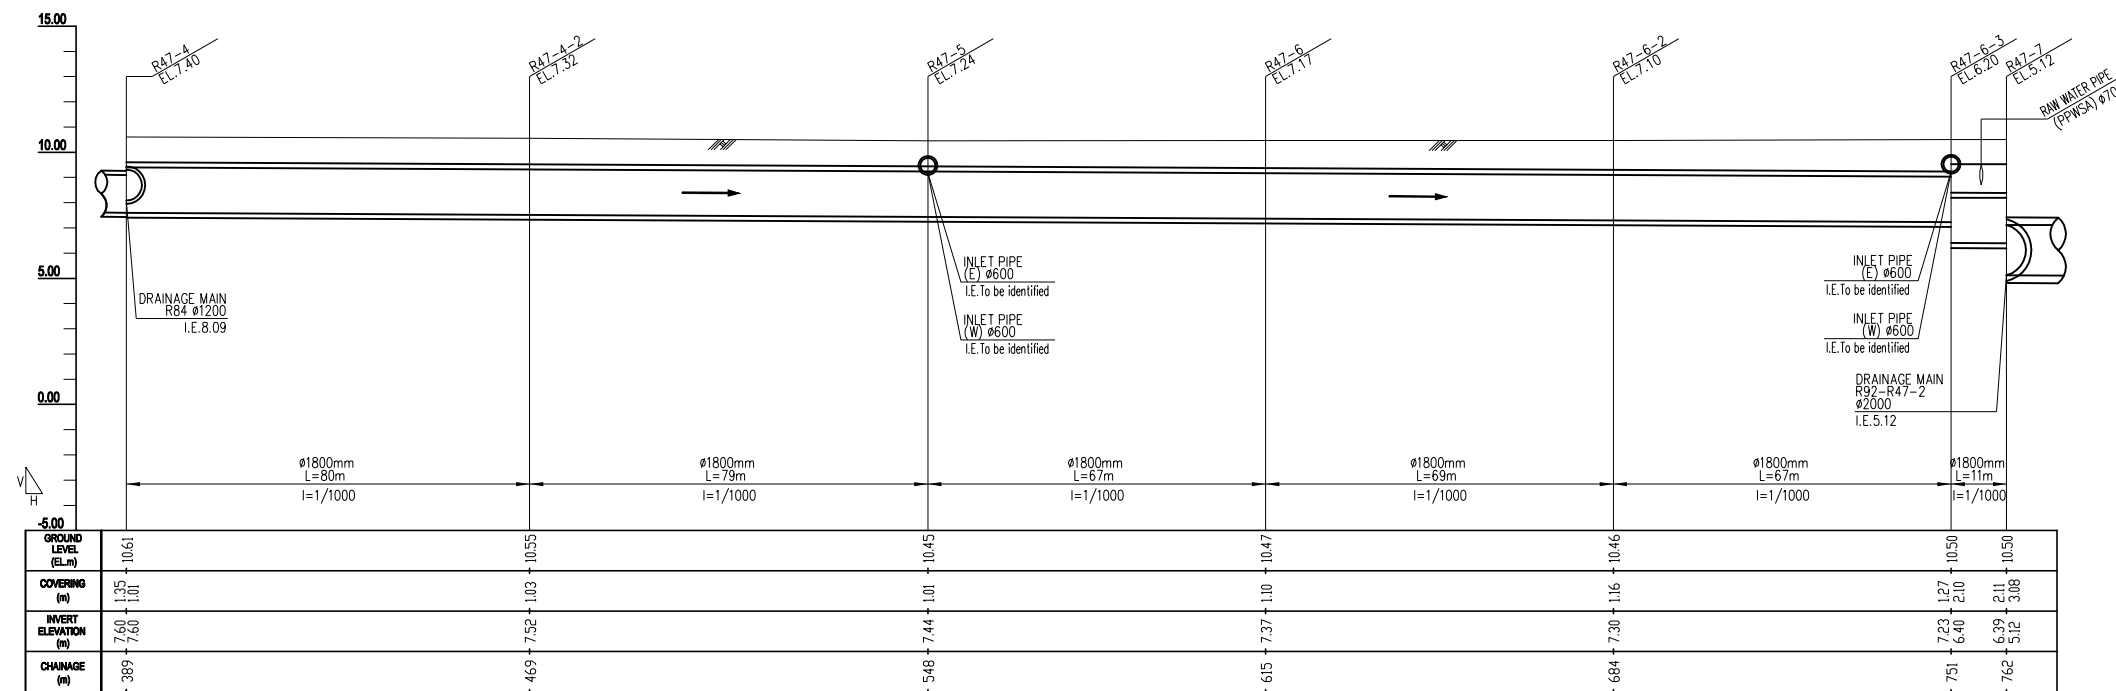 15.00
10.00
5.00
0.00
-5.00
V
H
R47-4
EL.7.40
R47-4-2
EL.7.32
R47-5
EL.7.24
R47-6
EL.7.17
R47-6-2
EL.7.10
R47-6-3
EL.6.20
R47-7
EL.5.12
RAW WATER PIPE
(PPWSA)
DRAINAGE MAIN
R84 ø1200
I.E.8.09
INLET PIPE
(E) ø600
I.E.To be identified
INLET PIPE
(W) ø600
I.E.To be identified
INLET PIPE
(E) ø600
I.E.To be identified
INLET PIPE
(W) ø600
I.E.To be identified
DRAINAGE MAIN
R92-R47-2
ø2000
I.E.5.12
ø1800mm
L=80m
I=1/1000
ø1800mm
L=79m
I=1/1000
ø1800mm
L=67m
I=1/1000
ø1800mm
L=69m
I=1/1000
ø1800mm
L=67m
I=1/1000
ø1800mm
L=11m
I=1/1000
GROUND
LEVEL
(EL.m)
10.61
10.55
10.45
10.47
10.46
10.50
10.50
COVERING
(m)
1.35
1.01
1.03
1.01
1.10
1.16
1.27
2.10
2.11
3.08
INVERT
ELEVATION
(m)
7.60
7.60
7.52
7.44
7.37
7.30
7.23
6.40
6.39
5.12
CHAINAGE
(m)
389
469
548
615
684
751
762